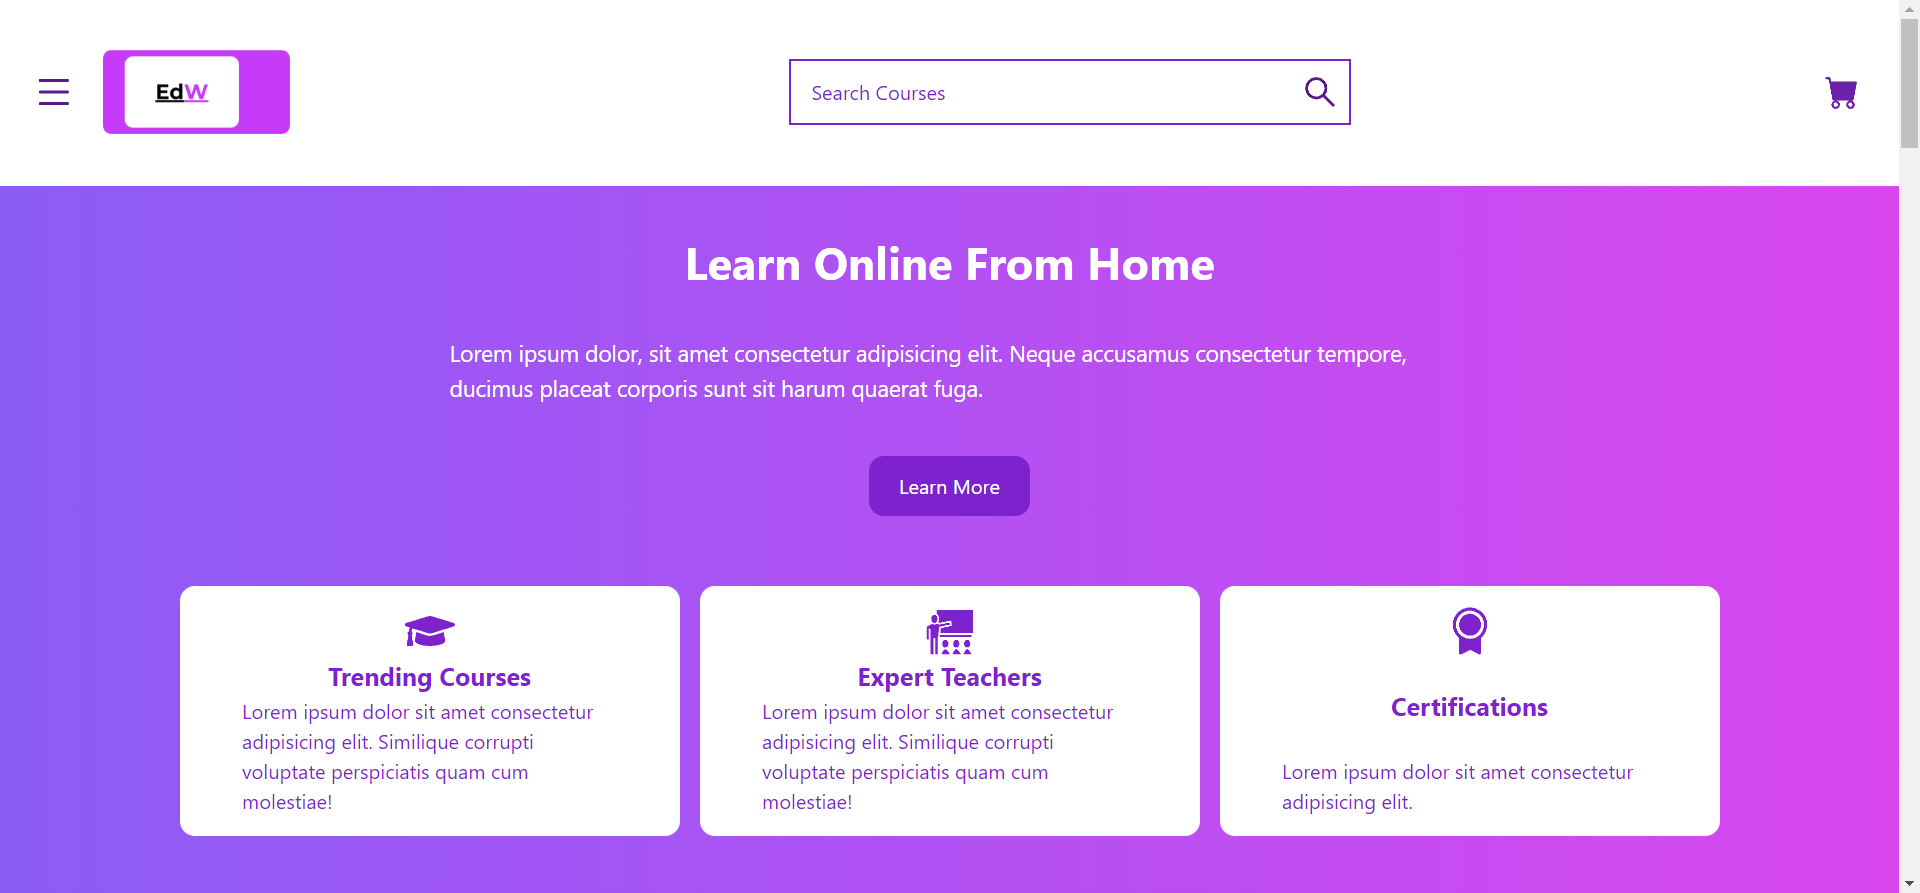 EdW
Search Courses
Learn Online From Home
Lorem ipsum dolor, sit amet consectetur adipisicing elit. Neque accusamus consectetur tempore,
ducimus placeat corporis sunt sit harum quaerat fuga.
Learn More
Trending Courses
Lorem ipsum dolor sit amet consectetur
adipisicing elit. Similique corrupti
voluptate perspiciatis quam cum
molestiae!
Expert Teachers
Lorem ipsum dolor sit amet consectetur
adipisicing elit. Similique corrupti
voluptate perspiciatis quam cum
molestiae!
Certifications
Lorem ipsum dolor sit amet consectetur
adipisicing elit.